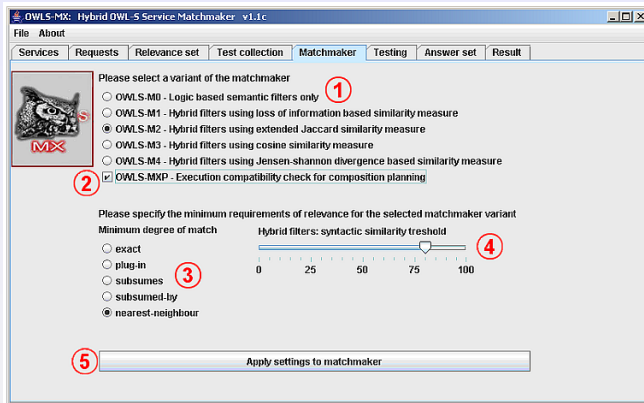 OWLS-MX: Hybrid OWL-S Service Matchmaker v1.1c
File About
Services Requests Relevance set Test collection Matchmaker Testing Answer set Result
Please select a variant of the matchmaker
1
OWLS-M0 - Logic based semantic filters only
OWLS-M1 - Hybrid filters using loss of information based similarity measure
OWLS-M2 - Hybrid filters using extended Jaccard similarity measure
OWLS-M3 - Hybrid filters using cosine similarity measure
OWLS-M4 - Hybrid filters using Jensen-shannon divergence based similarity measure
2 OWLS-MXP - Execution compatibility check for composition planning
S
MX
Please specify the minimum requirements of relevance for the selected matchmaker variant
Minimum degree of match Hybrid filters: syntactic similarity treshold
exact
plug-in
subsumes
subsumed-by
nearest-neighbour
3
0 25 50 75 100
4
5 Apply settings to matchmaker